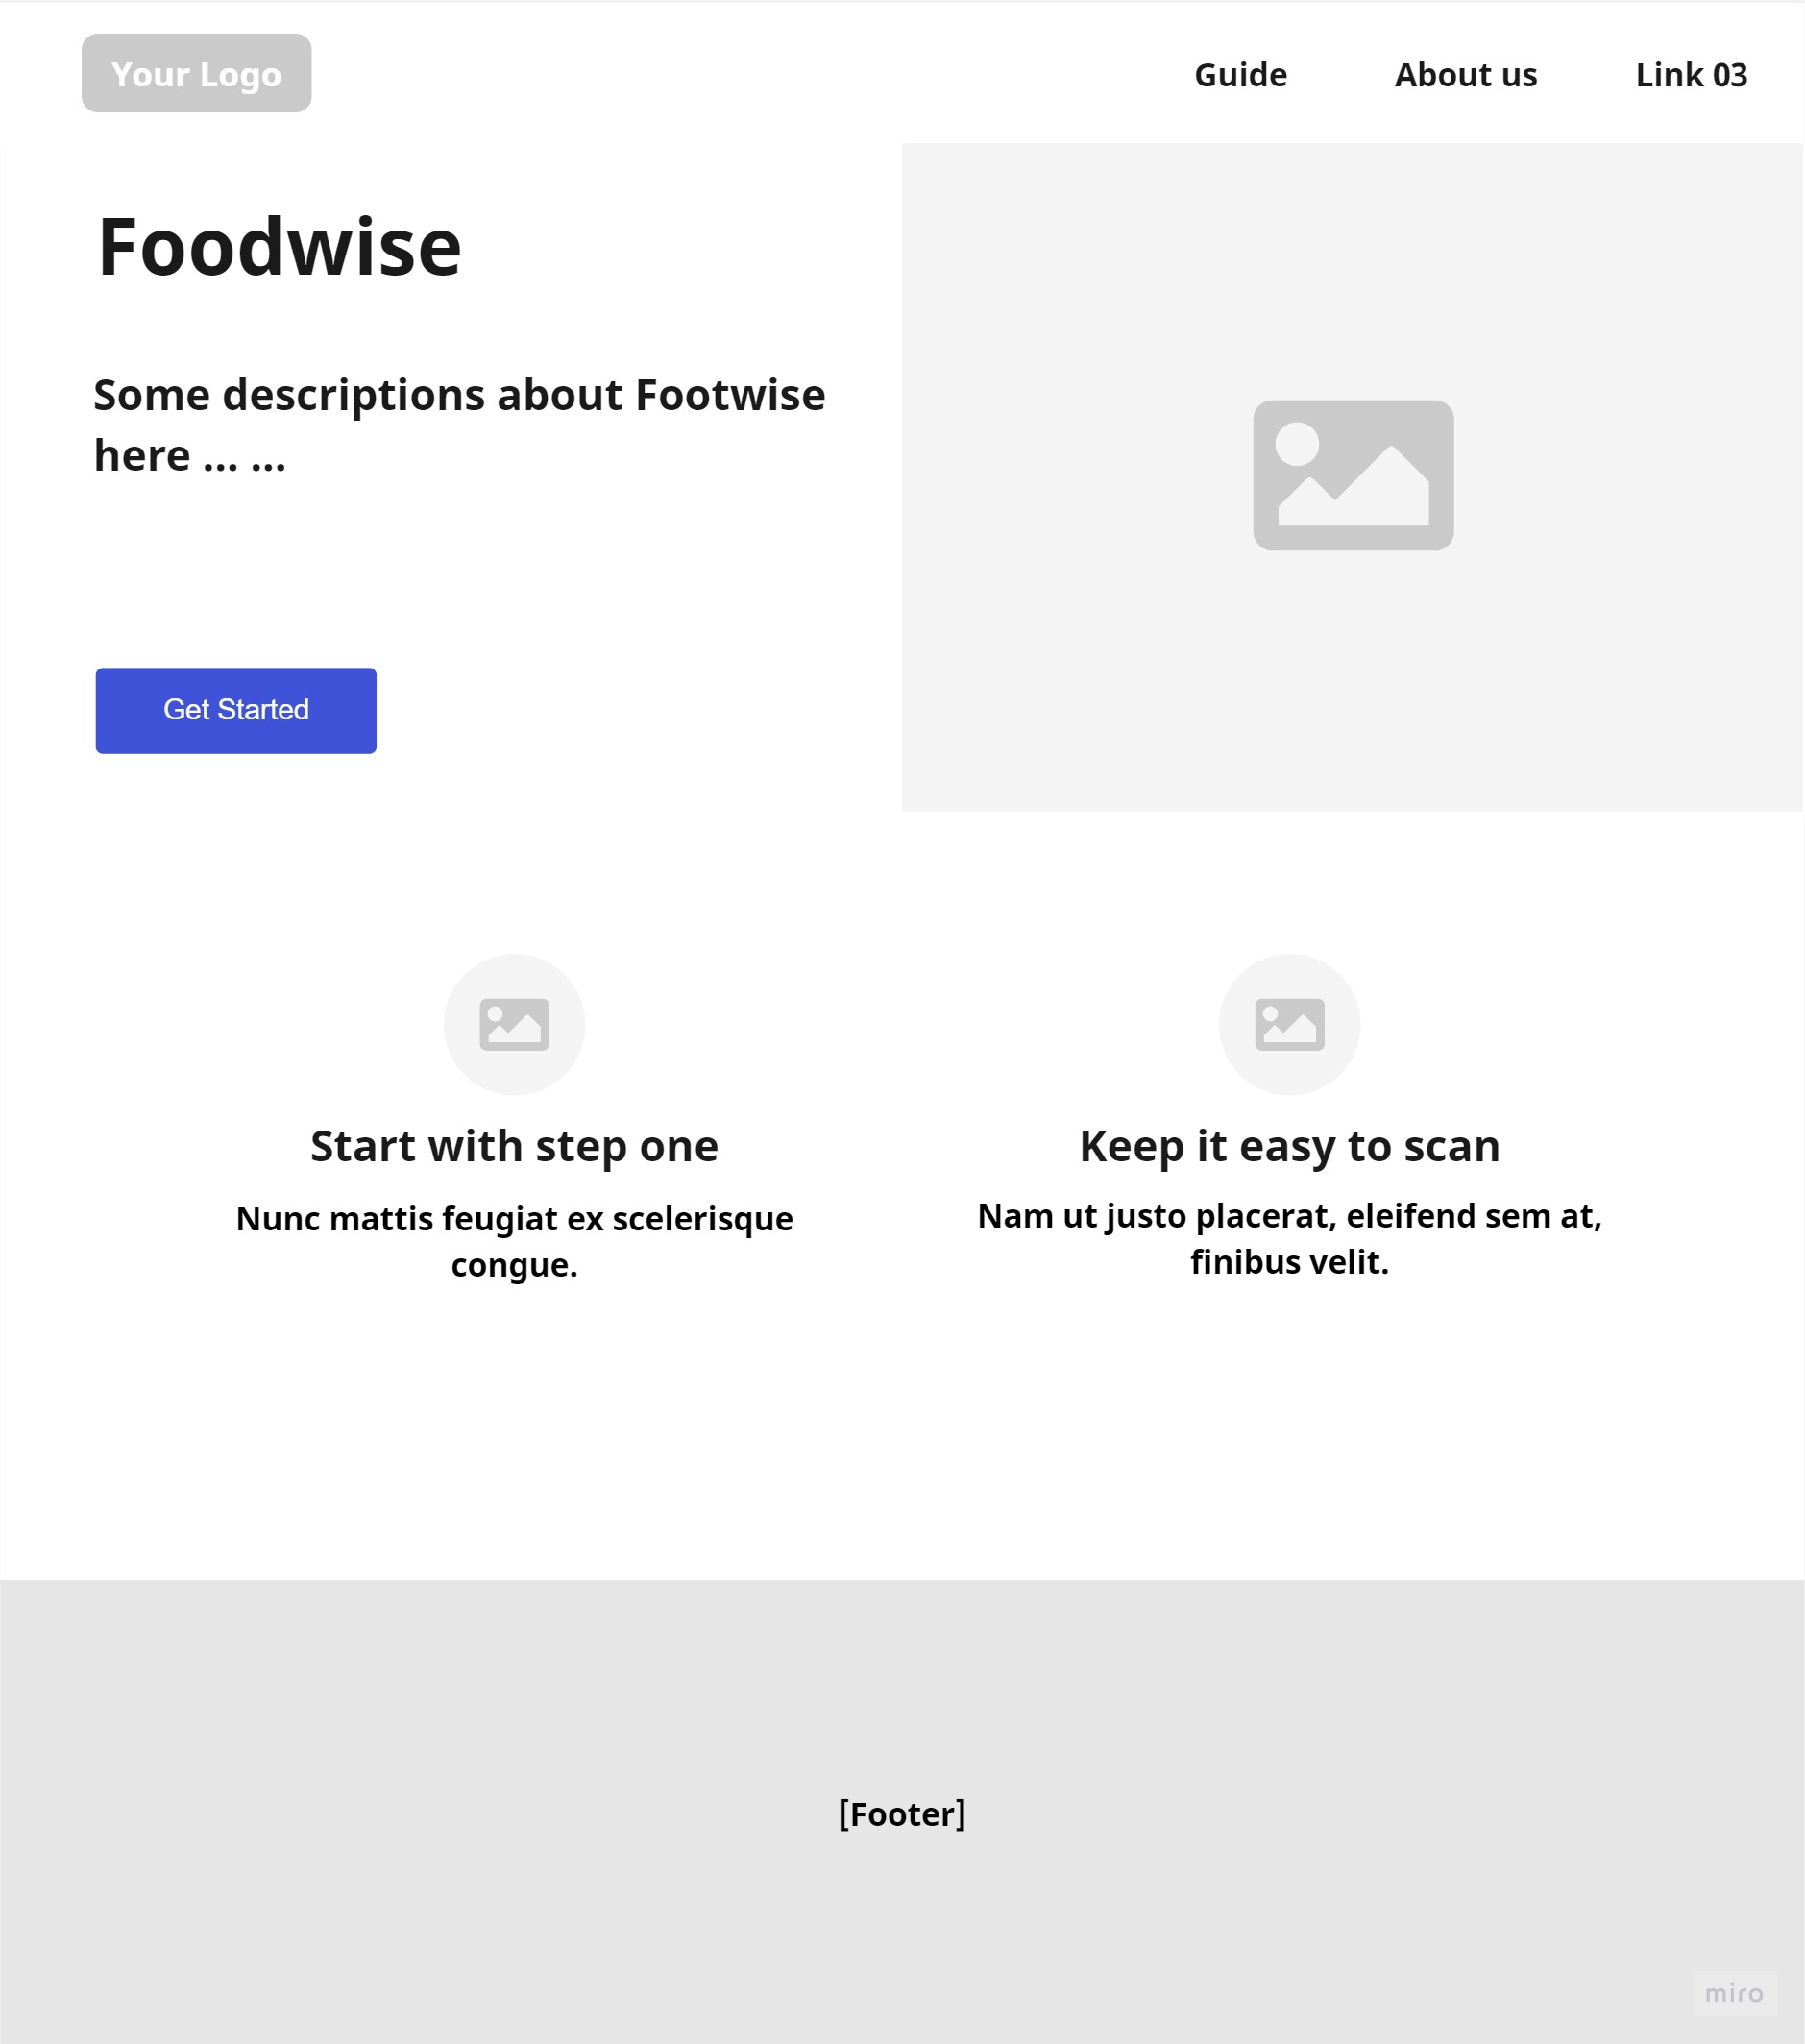 Your Logo
Guide
About us
Link 03
Foodwise
Some descriptions about Footwise
here ... ...
Get Started
Start with step one
Nunc mattis feugiat ex scelerisque
congue.
Keep it easy to scan
Nam ut justo placerat, eleifend sem at,
finibus velit.
[Footer]
miro